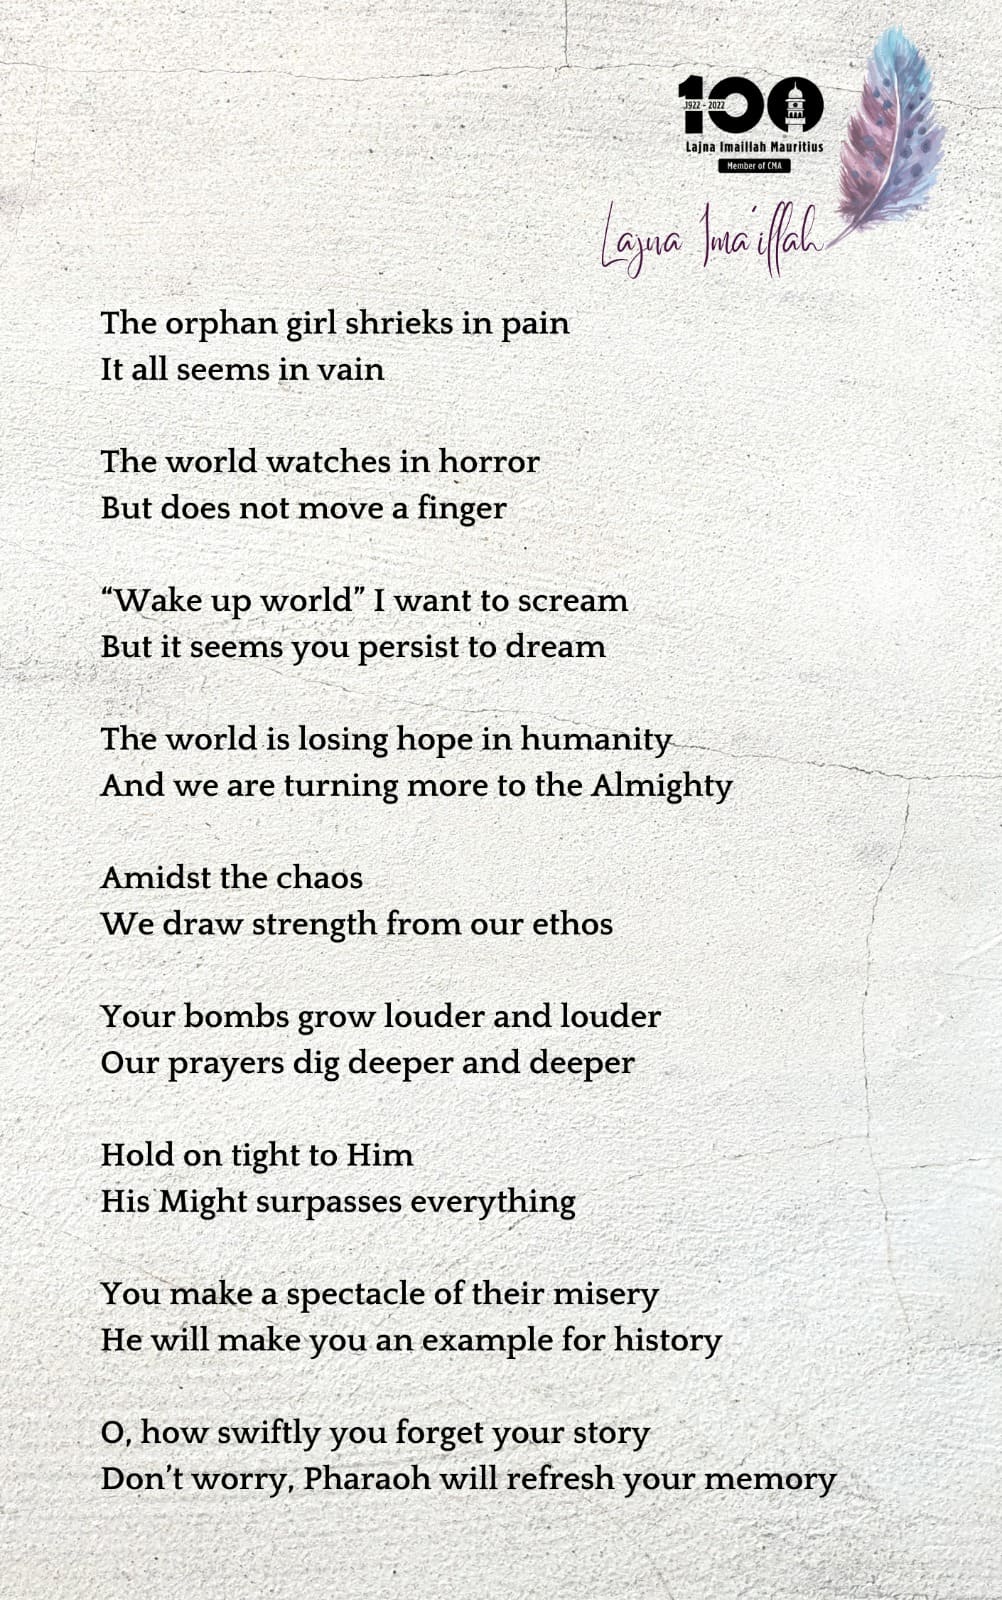 100
1922 - 2022
Lajna Imaillah Mauritius
Member of CMA
Lajna Ima'illah
The orphan girl shrieks in pain
It all seems in vain
The world watches in horror
But does not move a finger
“Wake up world” I want to scream
But it seems you persist to dream
The world is losing hope in humanity
And we are turning more to the Almighty
Amidst the chaos
We draw strength from our ethos
Your bombs grow louder and louder
Our prayers dig deeper and deeper
Hold on tight to Him
His Might surpasses everything
You make a spectacle of their misery
He will make you an example for history
O, how swiftly you forget your story
Don’t worry, Pharaoh will refresh your memory